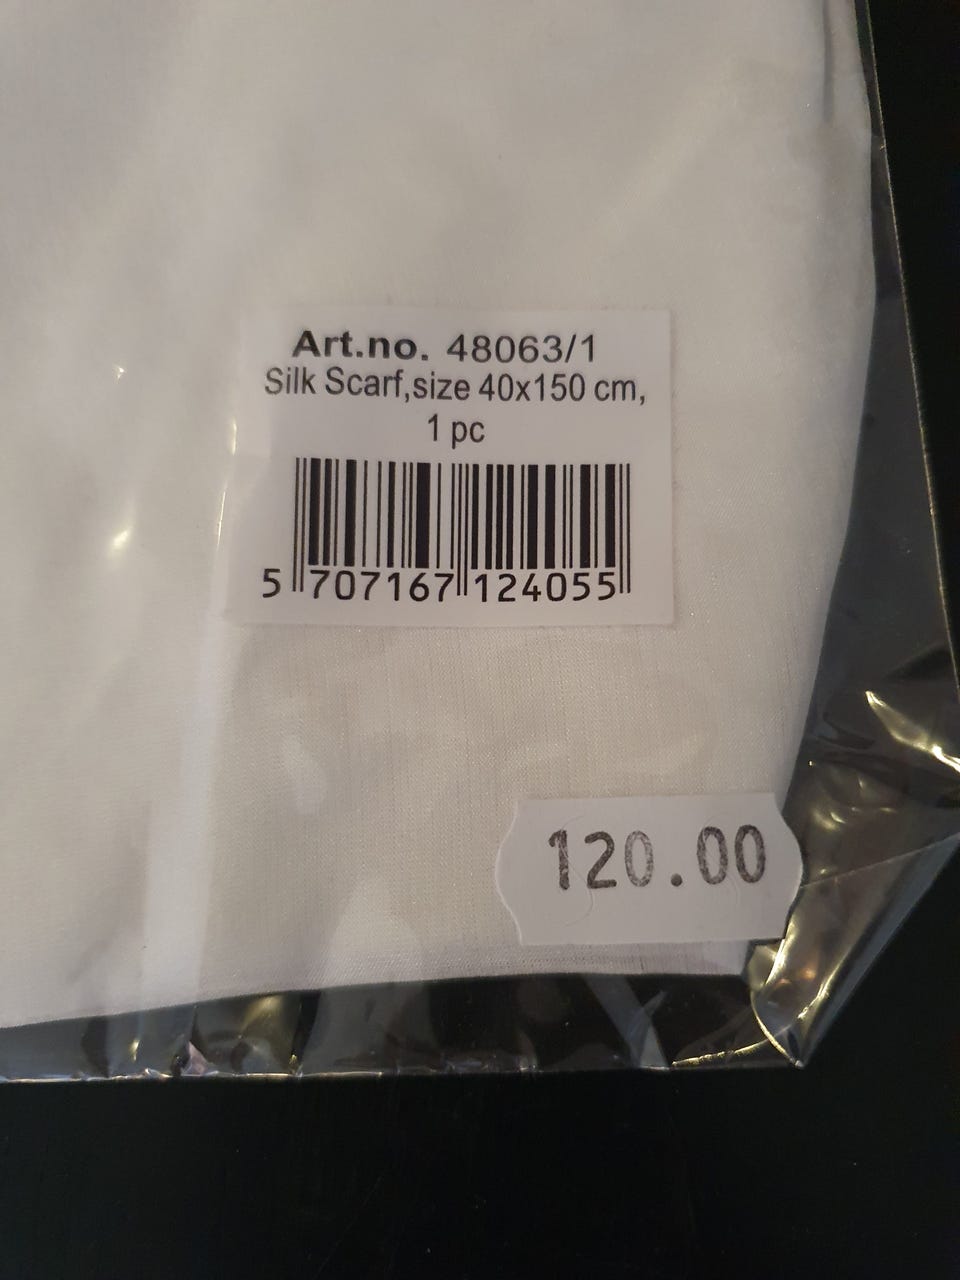 Art.no. 48063/1
Silk Scarf,size 40x150 cm,
1 pc
5 707167 124055
120.00